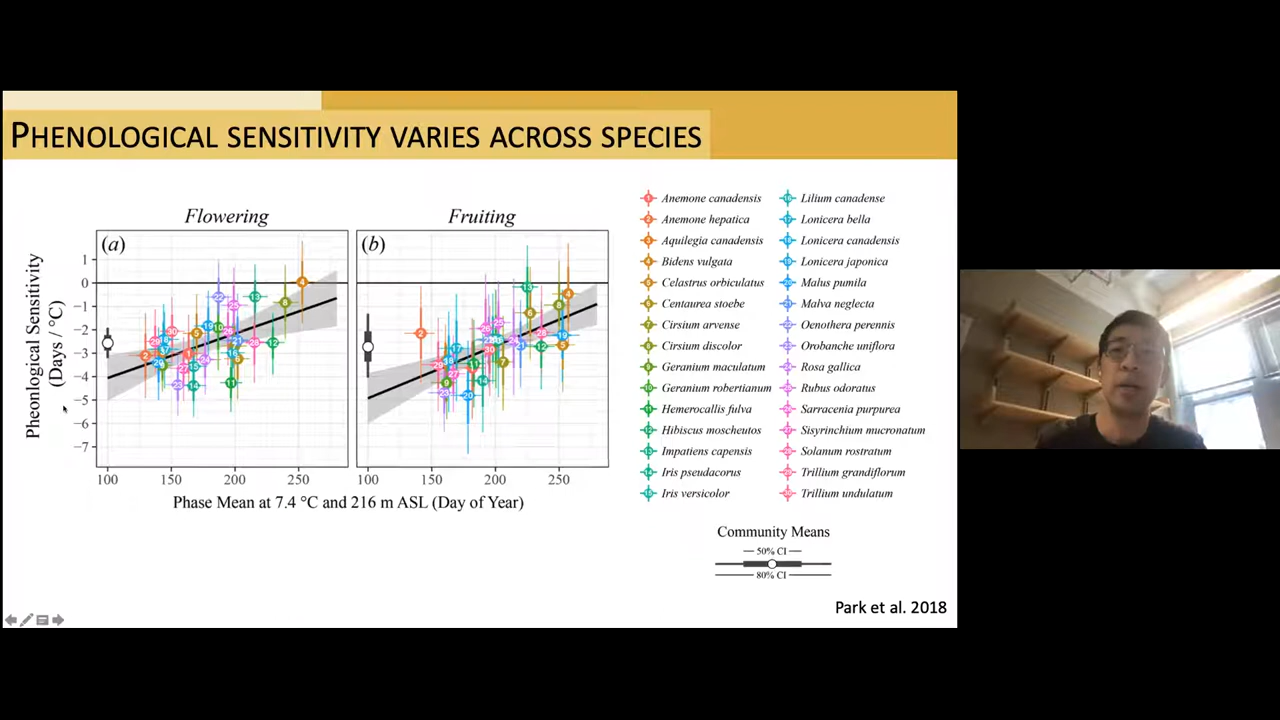 PHENOLOGICAL SENSITIVITY VARIES ACROSS SPECIES
Flowering
Fruiting
(a)
(b)
Pheonological Sensitivity
(Days / °C)
1
0
−1
−2
−3
−4
−5
−6
−7
100 150 200 250
100 150 200 250
Phase Mean at 7.4 °C and 216 m ASL (Day of Year)
Anemone canadensis
Anemone hepatica
Aquilegia canadensis
Bidens vulgata
Celastrus orbiculatus
Centaurea stoebe
Cirsium arvense
Cirsium discolor
Geranium maculatum
Geranium robertianum
Hemerocallis fulva
Hibiscus moscheutos
Impatiens capensis
Iris pseudacorus
Iris versicolor
Lilium canadense
Lonicera bella
Lonicera canadensis
Lonicera japonica
Malus pumila
Malva neglecta
Oenothera perennis
Orobanche uniflora
Rosa gallica
Rubus odoratus
Sarracenia purpurea
Sisyrinchium mucronatum
Solanum rostratum
Trillium grandiflorum
Trillium undulatum
Community Means
50% CI
80% CI
Park et al. 2018